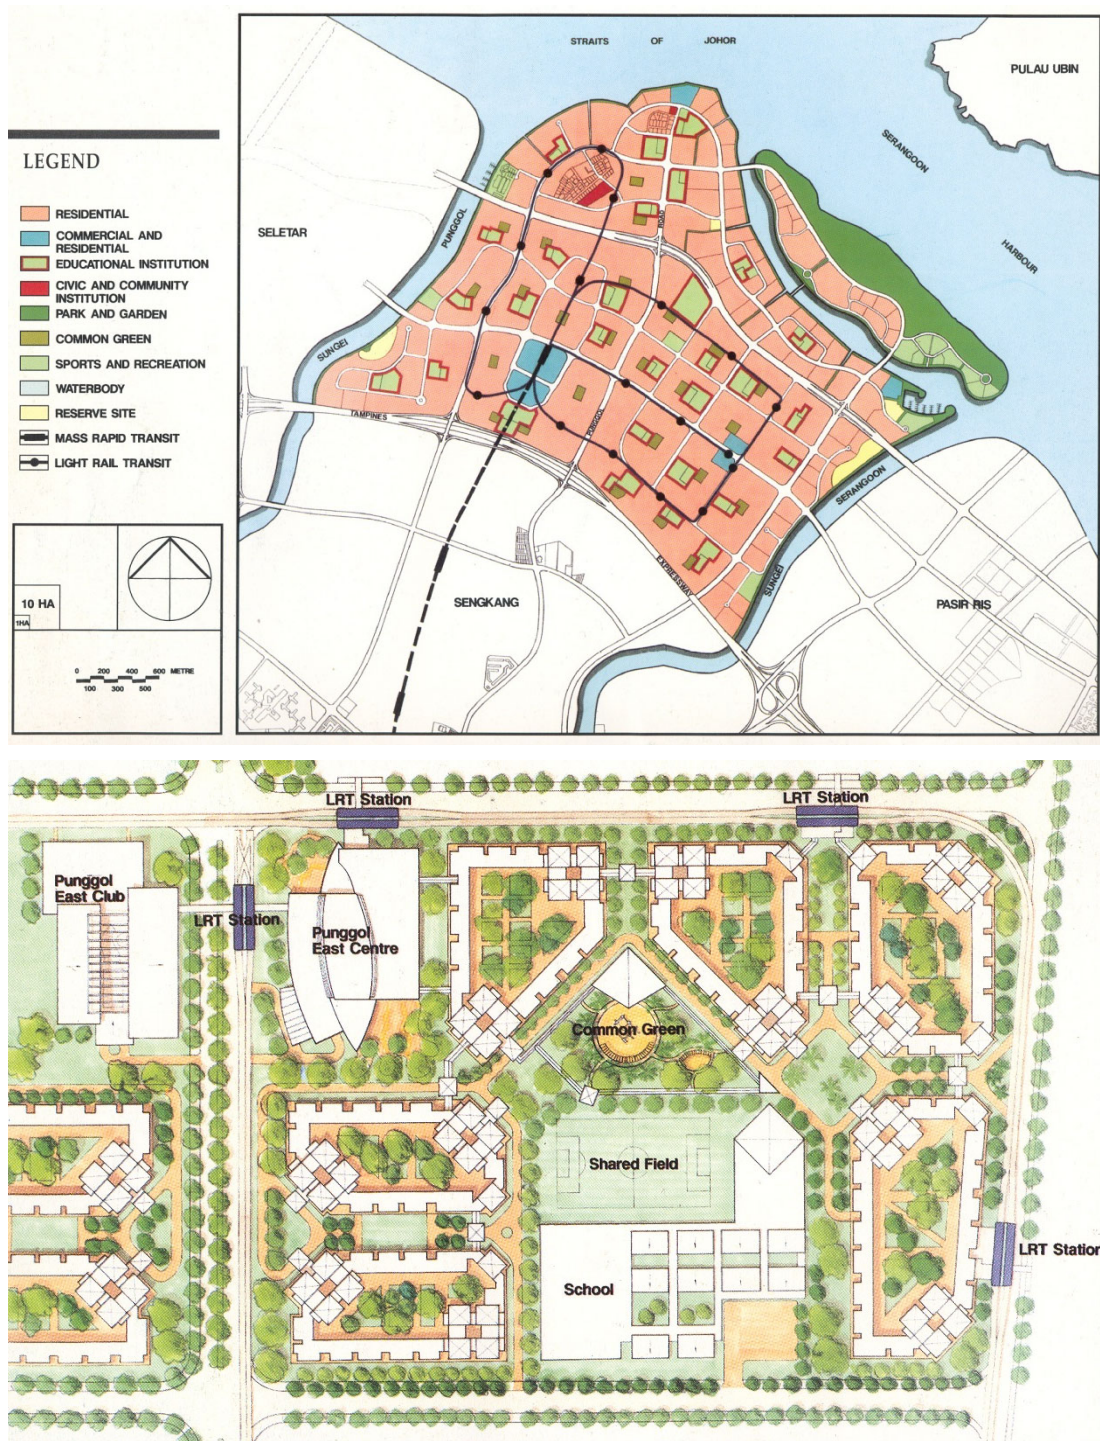 LEGEND
RESIDENTIAL
COMMERCIAL AND
RESIDENTIAL
EDUCATIONAL INSTITUTION
CIVIC AND COMMUNITY
INSTITUTION
PARK AND GARDEN
COMMON GREEN
SPORTS AND RECREATION
WATERBODY
RESERVE SITE
MASS RAPID TRANSIT
LIGHT RAIL TRANSIT
10 HA
1HA
0 200 400 600 METRE
100 300 500
STRAITS OF JOHOR
PULAU UBIN
SERANGOON
HARBOUR
SELETAR
PUNGGOL
SUNGEI
ROAD
PUNGGOL
TAMPINES
EXPRESSWAY
SERANGOON
SUNGEI
SENGKANG
PASIR RIS
LRT Station
LRT Station
Punggol
East Club
LRT Station
Punggol
East Centre
Common Green
Shared Field
School
LRT Station